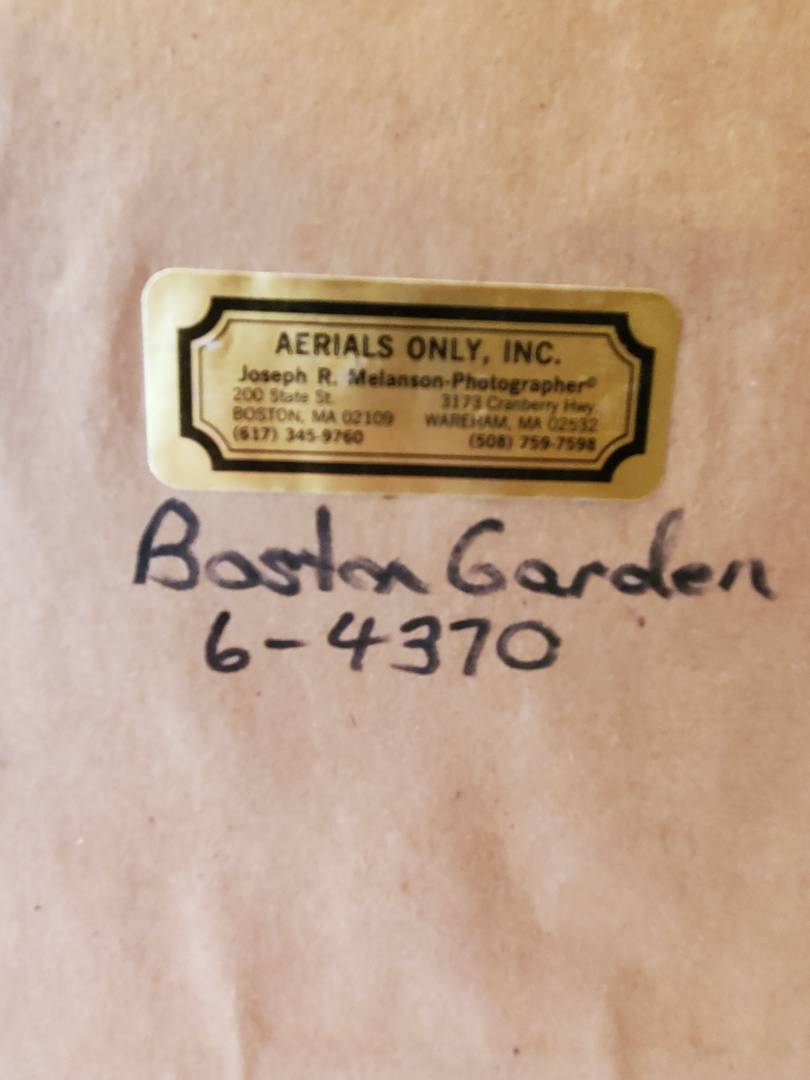 AERIALS ONLY, INC.
Joseph R. Melanson-Photographer®
200 State St. 3173 Cranberry Hwy.
BOSTON, MA 02109 WAREHAM, MA 02532
(617) 345-9760 (508) 759-7598
Boston Garden
6-4370